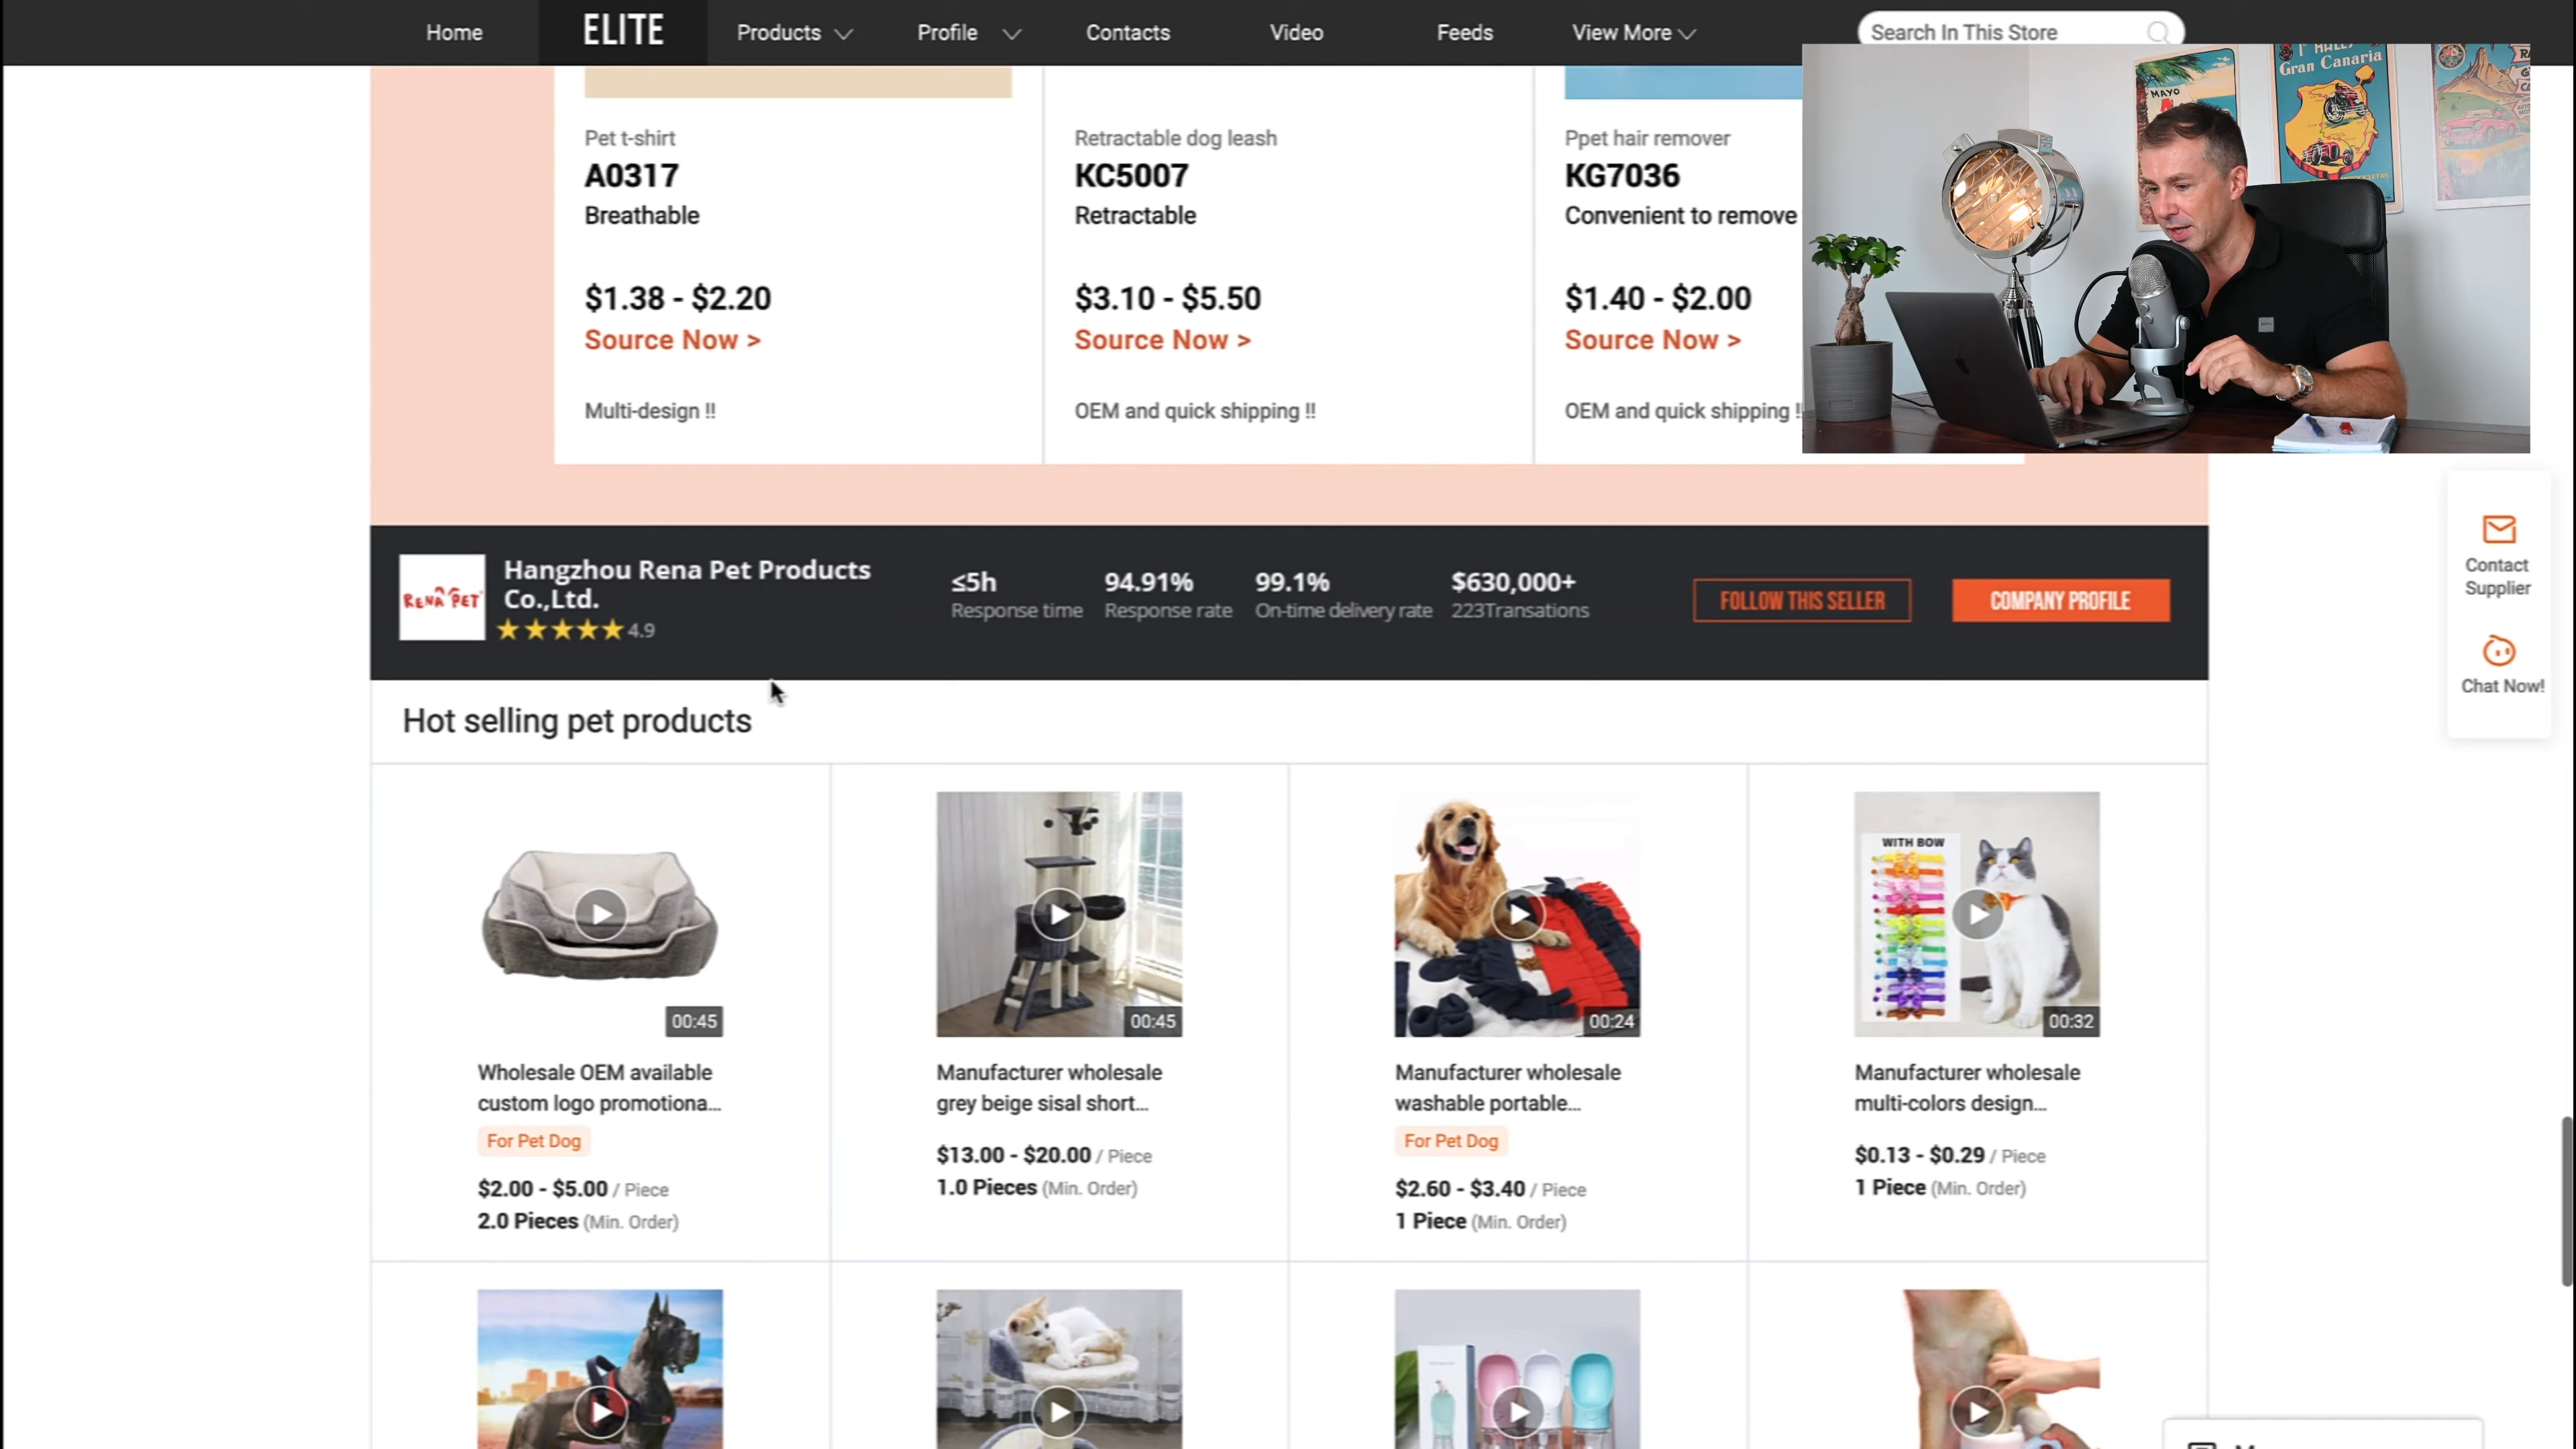 Home
ELITE
Products
Profile
Contacts
Video
Feeds
View More
Search In This Store
Pet t-shirt
A0317
Breathable
$1.38 - $2.20
Source Now >
Multi-design !!
Retractable dog leash
KC5007
Retractable
$3.10 - $5.50
Source Now >
OEM and quick shipping !!
Ppet hair remover
KG7036
Convenient to remove
$1.40 - $2.00
Source Now >
OEM and quick shipping !
MAYO
Gran Canaria
RENA PET
Hangzhou Rena Pet Products
Co.,Ltd.
4.9
≤5h
Response time
94.91%
Response rate
99.1%
On-time delivery rate
$630,000+
223Transations
FOLLOW THIS SELLER
COMPANY PROFILE
Contact
Supplier
Chat Now!
Hot selling pet products
00:45
Wholesale OEM available
custom logo promotiona...
For Pet Dog
$2.00 - $5.00 / Piece
2.0 Pieces (Min. Order)
00:45
Manufacturer wholesale
grey beige sisal short...
$13.00 - $20.00 / Piece
1.0 Pieces (Min. Order)
00:24
Manufacturer wholesale
washable portable...
For Pet Dog
$2.60 - $3.40 / Piece
1 Piece (Min. Order)
WITH BOW
00:32
Manufacturer wholesale
multi-colors design...
$0.13 - $0.29 / Piece
1 Piece (Min. Order)